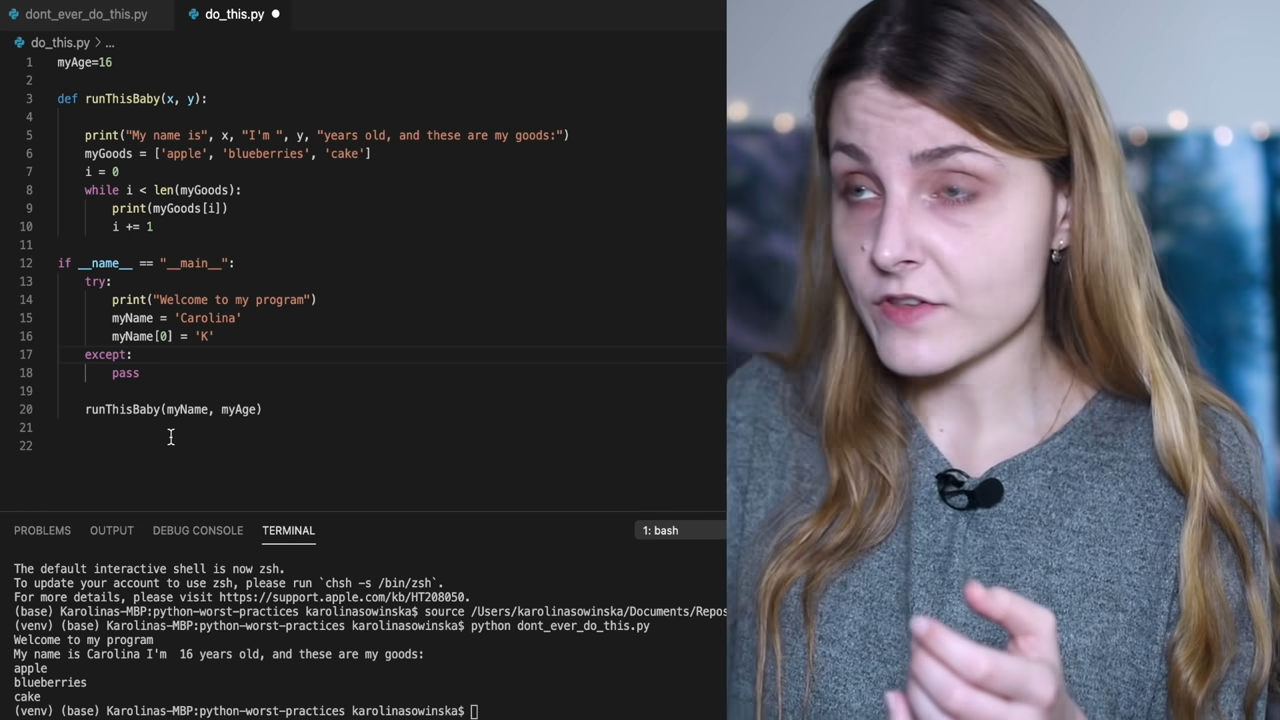 dont_ever_do_this.py
do_this.py
do_this.py > ...
1 myAge=16
2
3 def runThisBaby(x, y):
4
5 print("My name is", x, "I'm ", y, "years old, and these are my goods:")
6 myGoods = ['apple', 'blueberries', 'cake']
7 i = 0
8 while i < len(myGoods):
9 print(myGoods[i])
10 i += 1
11
12 if __name__ == "__main__":
13 try:
14 print("Welcome to my program")
15 myName = 'Carolina'
16 myName[0] = 'K'
17 except:
18 pass
19
20 runThisBaby(myName, myAge)
21
22
PROBLEMS OUTPUT DEBUG CONSOLE TERMINAL 1: bash
The default interactive shell is now zsh.
To update your account to use zsh, please run `chsh -s /bin/zsh`.
For more details, please visit https://support.apple.com/kb/HT208050.
(base) Karolinas-MBP:python-worst-practices karolinasowinska$ source /Users/karolinasowinska/Documents/Repos
(venv) (base) Karolinas-MBP:python-worst-practices karolinasowinska$ python dont_ever_do_this.py
Welcome to my program
My name is Carolina I'm  16 years old, and these are my goods:
apple
blueberries
cake
(venv) (base) Karolinas-MBP:python-worst-practices karolinasowinska$